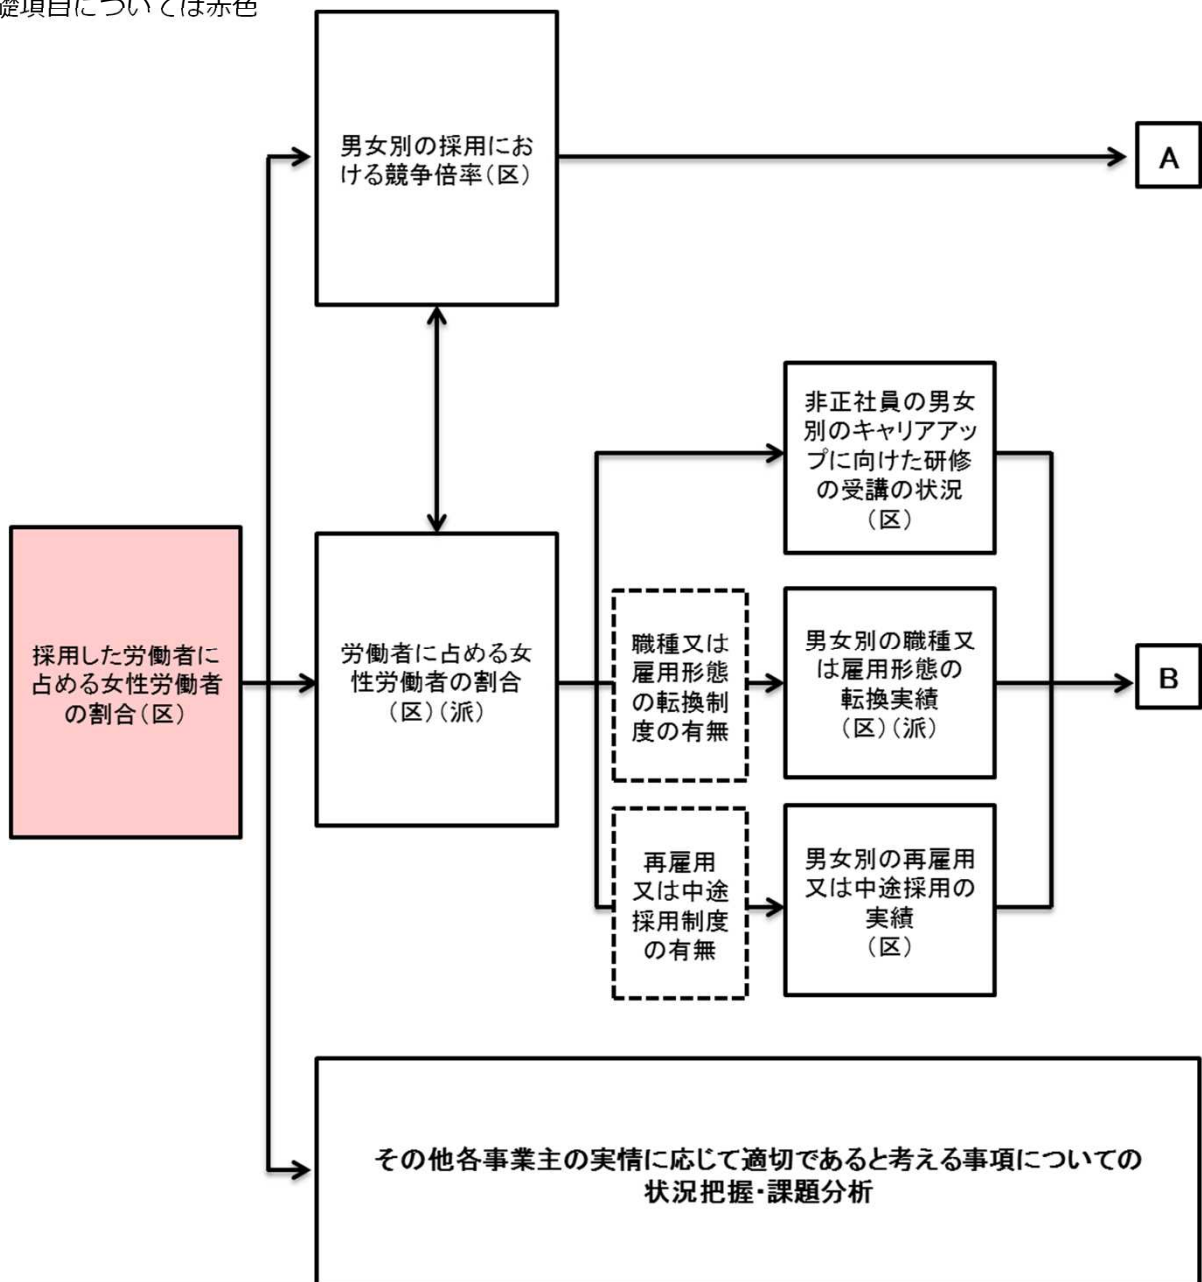 礎項目については赤色
男女別の採用にお
ける競争倍率(区)
A
非正社員の男女
別のキャリアアッ
プに向けた研修
の受講の状況
(区)
採用した労働者に
占める女性労働者
の割合(区)
労働者に占める女
性労働者の割合
(区)(派)
職種又は
雇用形態
の転換制
度の有無
男女別の職種又
は雇用形態の
転換実績
(区)(派)
B
再雇用
又は中途
採用制度
の有無
男女別の再雇用
又は中途採用の
実績
(区)
その他各事業主の実情に応じて適切であると考える事項についての
状況把握・課題分析